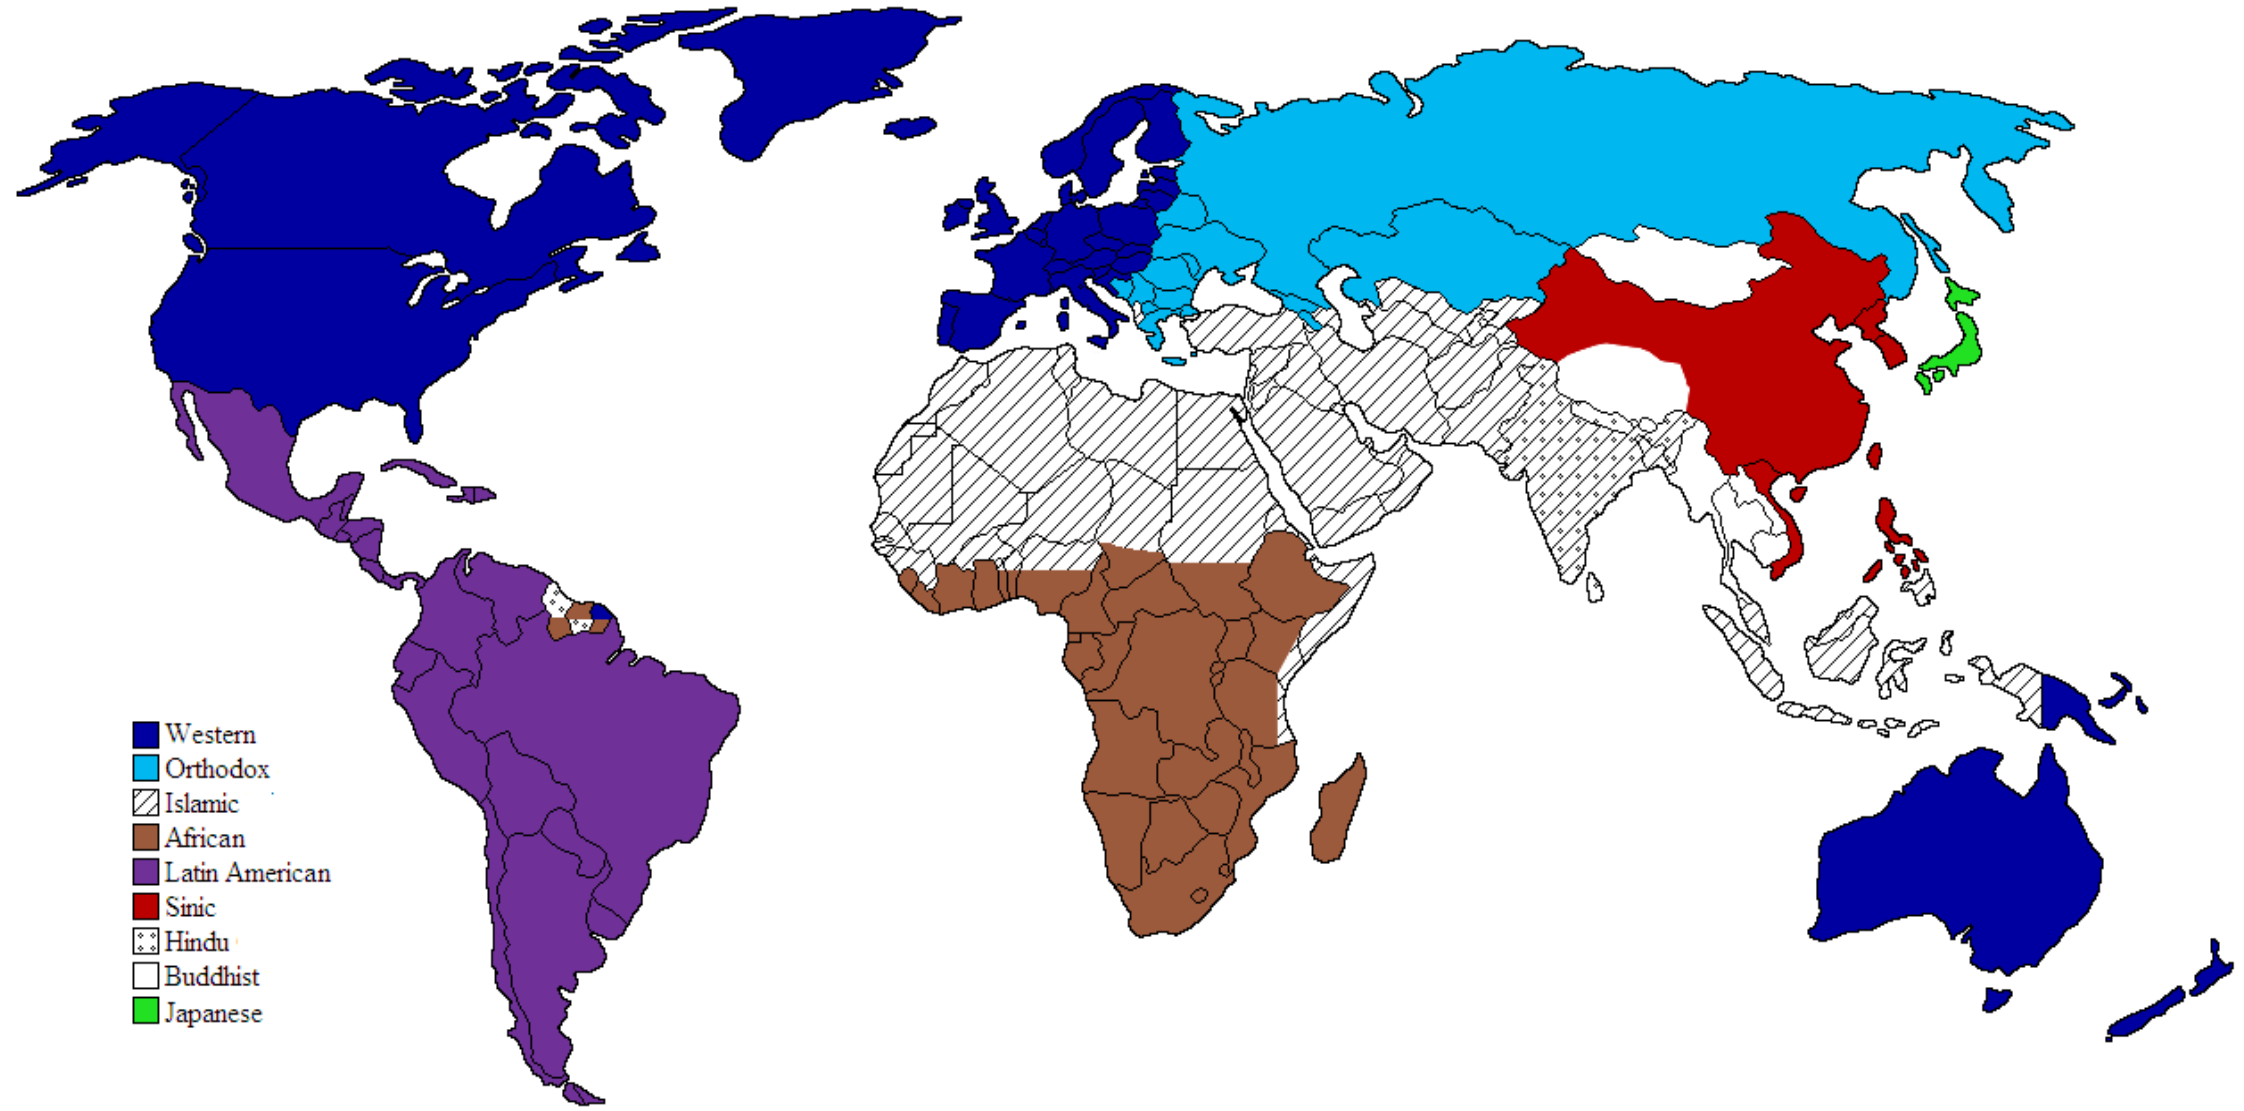 Western
Orthodox
Islamic
African
Latin American
Sinic
Hindu
Buddhist
Japanese